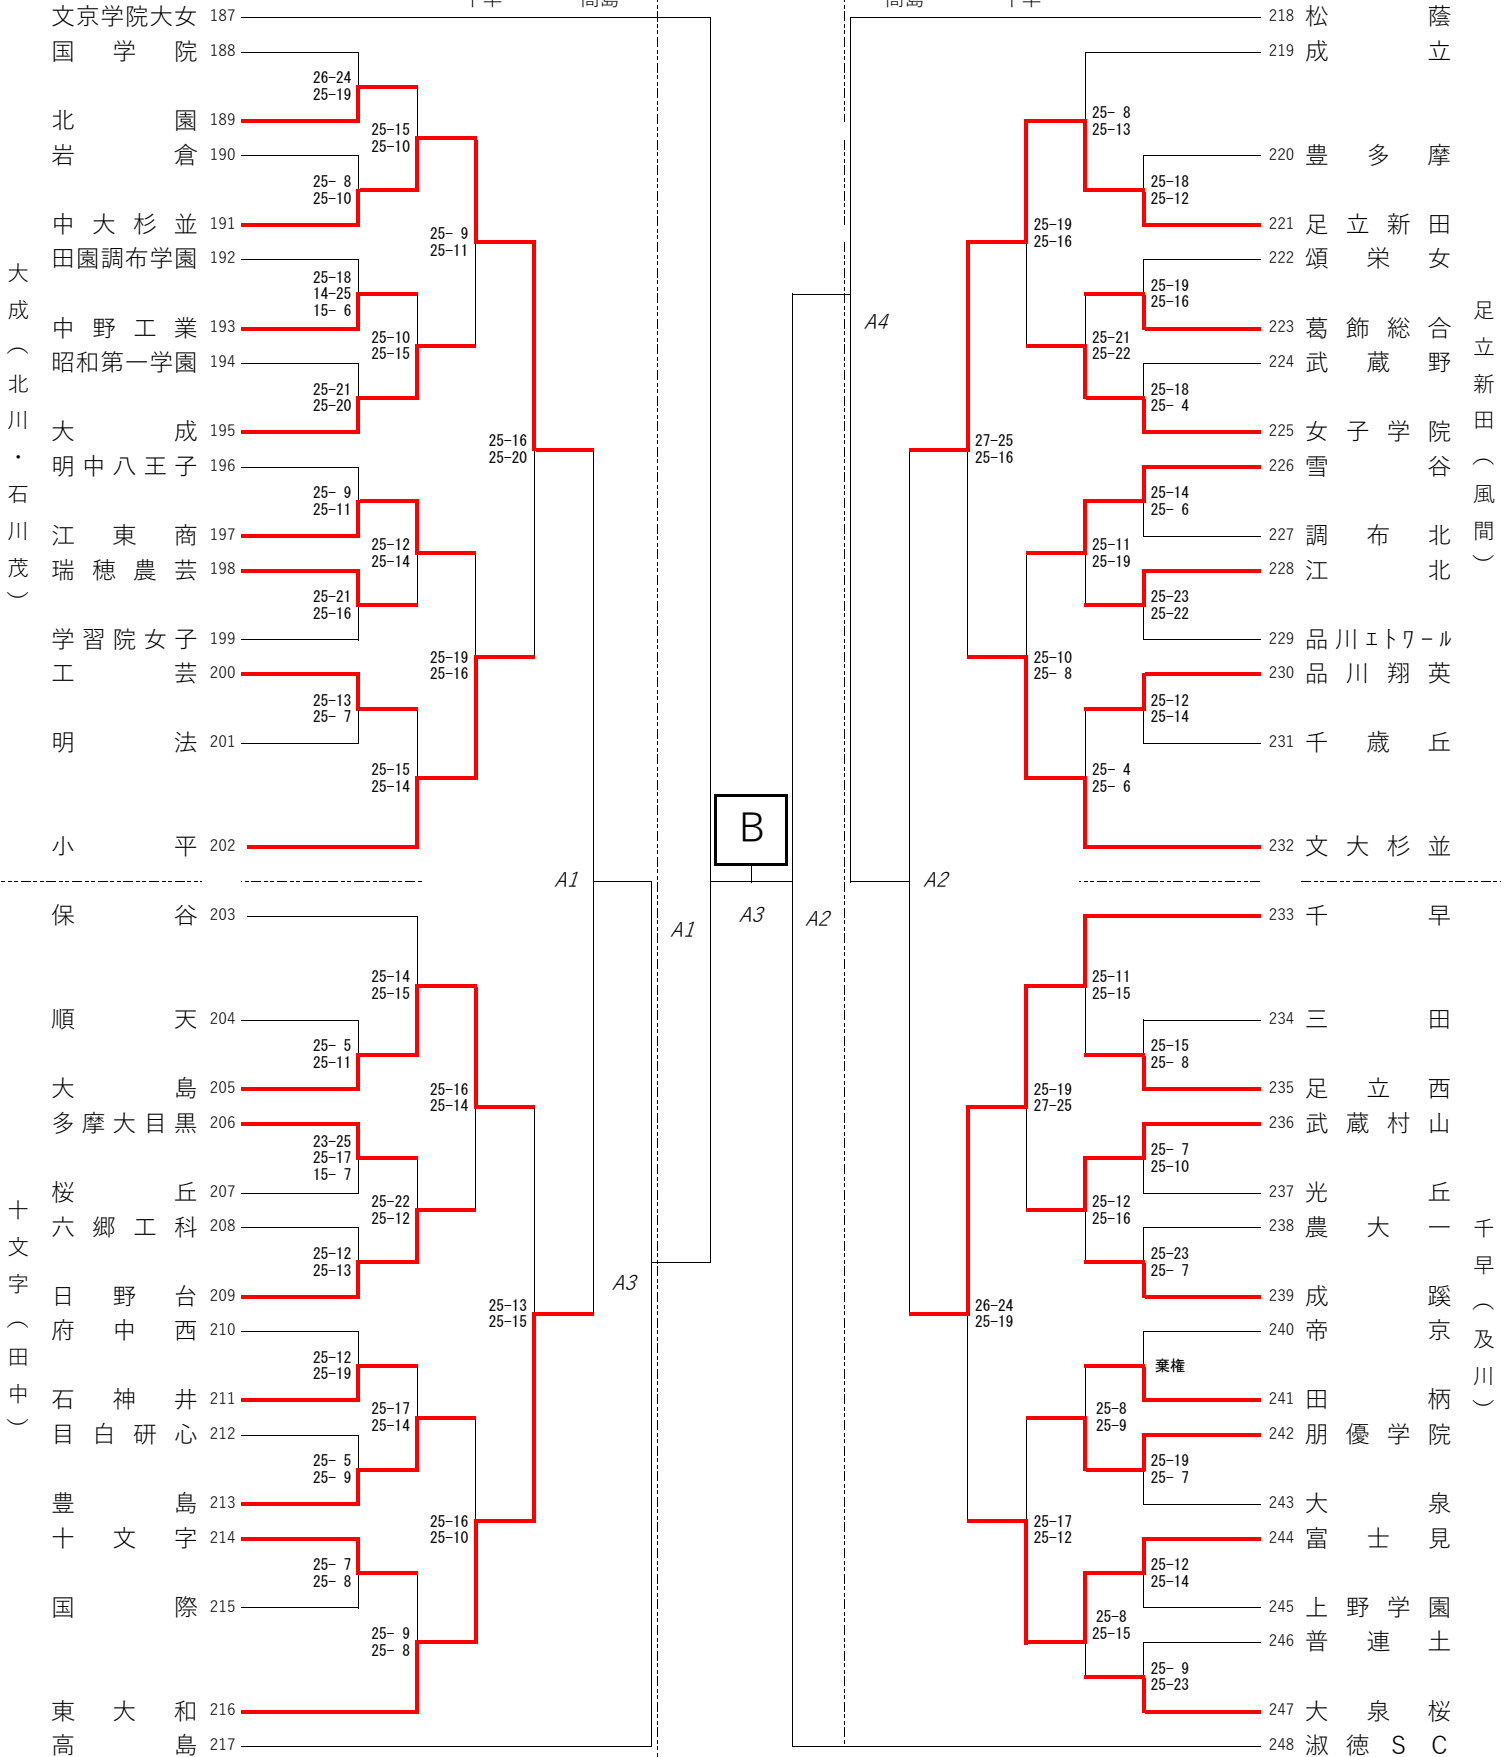 文京学院大女 187
国学院 188
26-24
25-19
北園 189
25-15
25-10
岩倉 190
25- 8
25-10
中大杉並 191
25- 9
25-11
田園調布学園 192
25-18
14-25
15- 6
中野工業 193
25-10
25-15
昭和第一学園 194
25-21
25-20
大成 195
25-16
25-20
明中八王子 196
25- 9
25-11
江東商 197
25-12
25-14
瑞穂農芸 198
25-21
25-16
学習院女子 199
25-19
25-16
工芸 200
25-13
25- 7
明法 201
25-15
25-14
小平 202
大成（北川・石川茂）
A1
保谷 203
25-14
25-15
順天 204
25- 5
25-11
大島 205
25-16
25-14
多摩大目黒 206
23-25
25-17
15- 7
桜丘 207
25-22
25-12
六郷工科 208
25-12
25-13
日野台 209
25-13
25-15
府中西 210
25-12
25-19
石神井 211
25-17
25-14
目白研心 212
25- 5
25- 9
豊島 213
25-16
25-10
十文字 214
25- 7
25- 8
国際 215
25- 9
25- 8
東大和 216
高島 217
十文字（田中）
A3
A1
B
A3
A2
A4
A2
218 松蔭
219 成立
25- 8
25-13
220 豊多摩
25-18
25-12
221 足立新田
25-19
25-16
222 頌栄女
25-19
25-16
223 葛飾総合
25-21
25-22
224 武蔵野
25-18
25- 4
225 女子学院
27-25
25-16
226 雪谷
25-14
25- 6
227 調布北
25-11
25-19
228 江北
25-23
25-22
229 品川エトワール
25-10
25- 8
230 品川翔英
25-12
25-14
231 千歳丘
25- 4
25- 6
232 文大杉並
足立新田（風間）
233 千早
25-11
25-15
234 三田
25-15
25- 8
235 足立西
25-19
27-25
236 武蔵村山
25- 7
25-10
237 光丘
25-12
25-16
238 農大一
25-23
25- 7
239 成蹊
26-24
25-19
240 帝京
棄権
241 田柄
25-8
25-9
242 朋優学院
25-19
25- 7
243 大泉
25-17
25-12
244 富士見
25-12
25-14
245 上野学園
25-8
25-15
246 普連土
25- 9
25-23
247 大泉桜
248 淑徳SC
千早（及川）